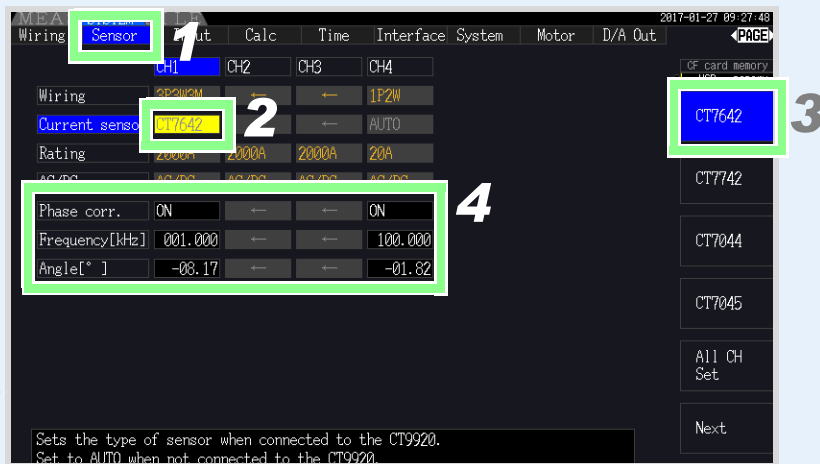 2017-01-27 09:27:48
Wiring Sensor Calc Time Interface System Motor D/A Out PAGE
1
CH1 CH2 CH3 CH4
CF card memory
Wiring 3P3W3M ← ← 1P2W
2
Current senso CT7642 ← AUTO
CT7642
3
Rating 2000A 2000A 2000A 20A
CT7742
4
Phase corr. ON ← ← ON
Frequency[kHz] 001.000 ← ← 100.000
CT7044
Angle[° ] -08.17 ← ← -01.82
CT7045
All CH
Set
Next
Sets the type of sensor when connected to the CT9920.
Set to AUTO when not connected to the CT9920.